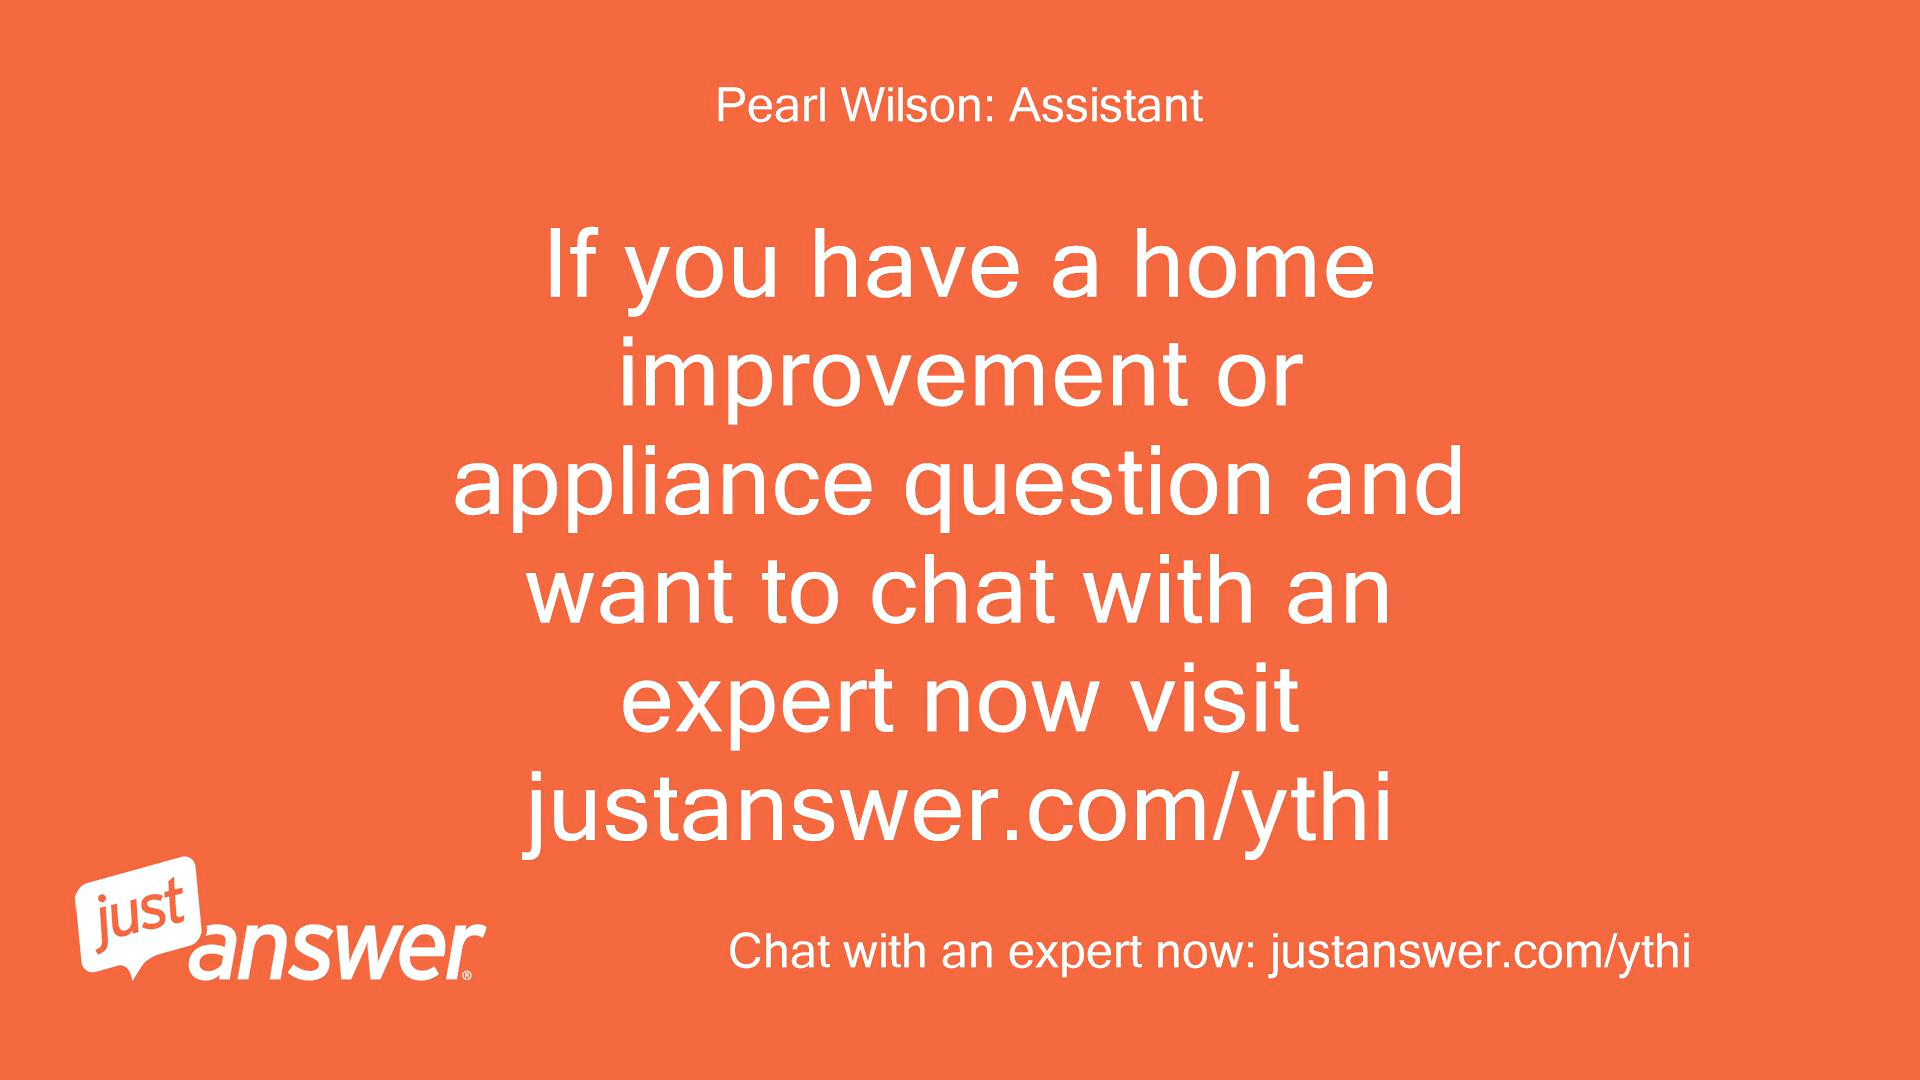 Pearl Wilson: Assistant
If you have a home
improvement or
appliance question and
want to chat with an
expert now visit
justanswer.com/ythi
just
answer®
Chat with an expert now: justanswer.com/ythi